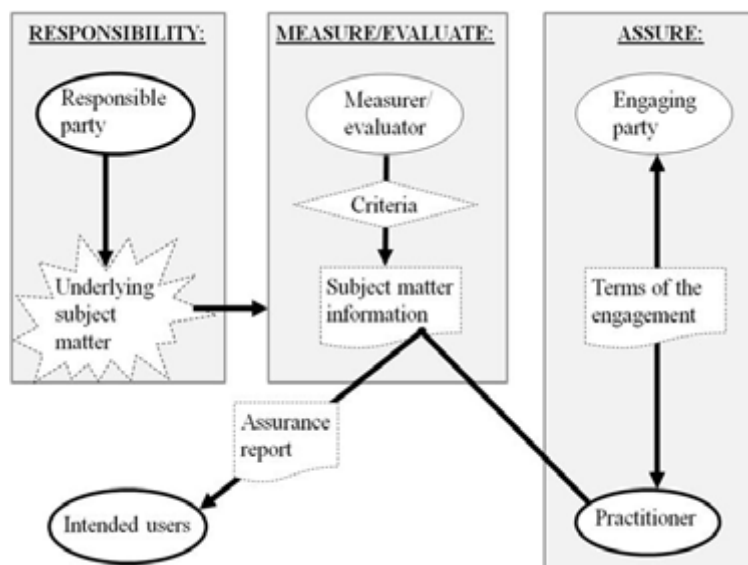 RESPONSIBILITY:
Responsible
party
Underlying
subject
matter
MEASURE/EVALUATE:
Measurer/
evaluator
Criteria
Subject matter
information
ASSURE:
Engaging
party
Terms of the
engagement
Practitioner
Assurance
report
Intended users